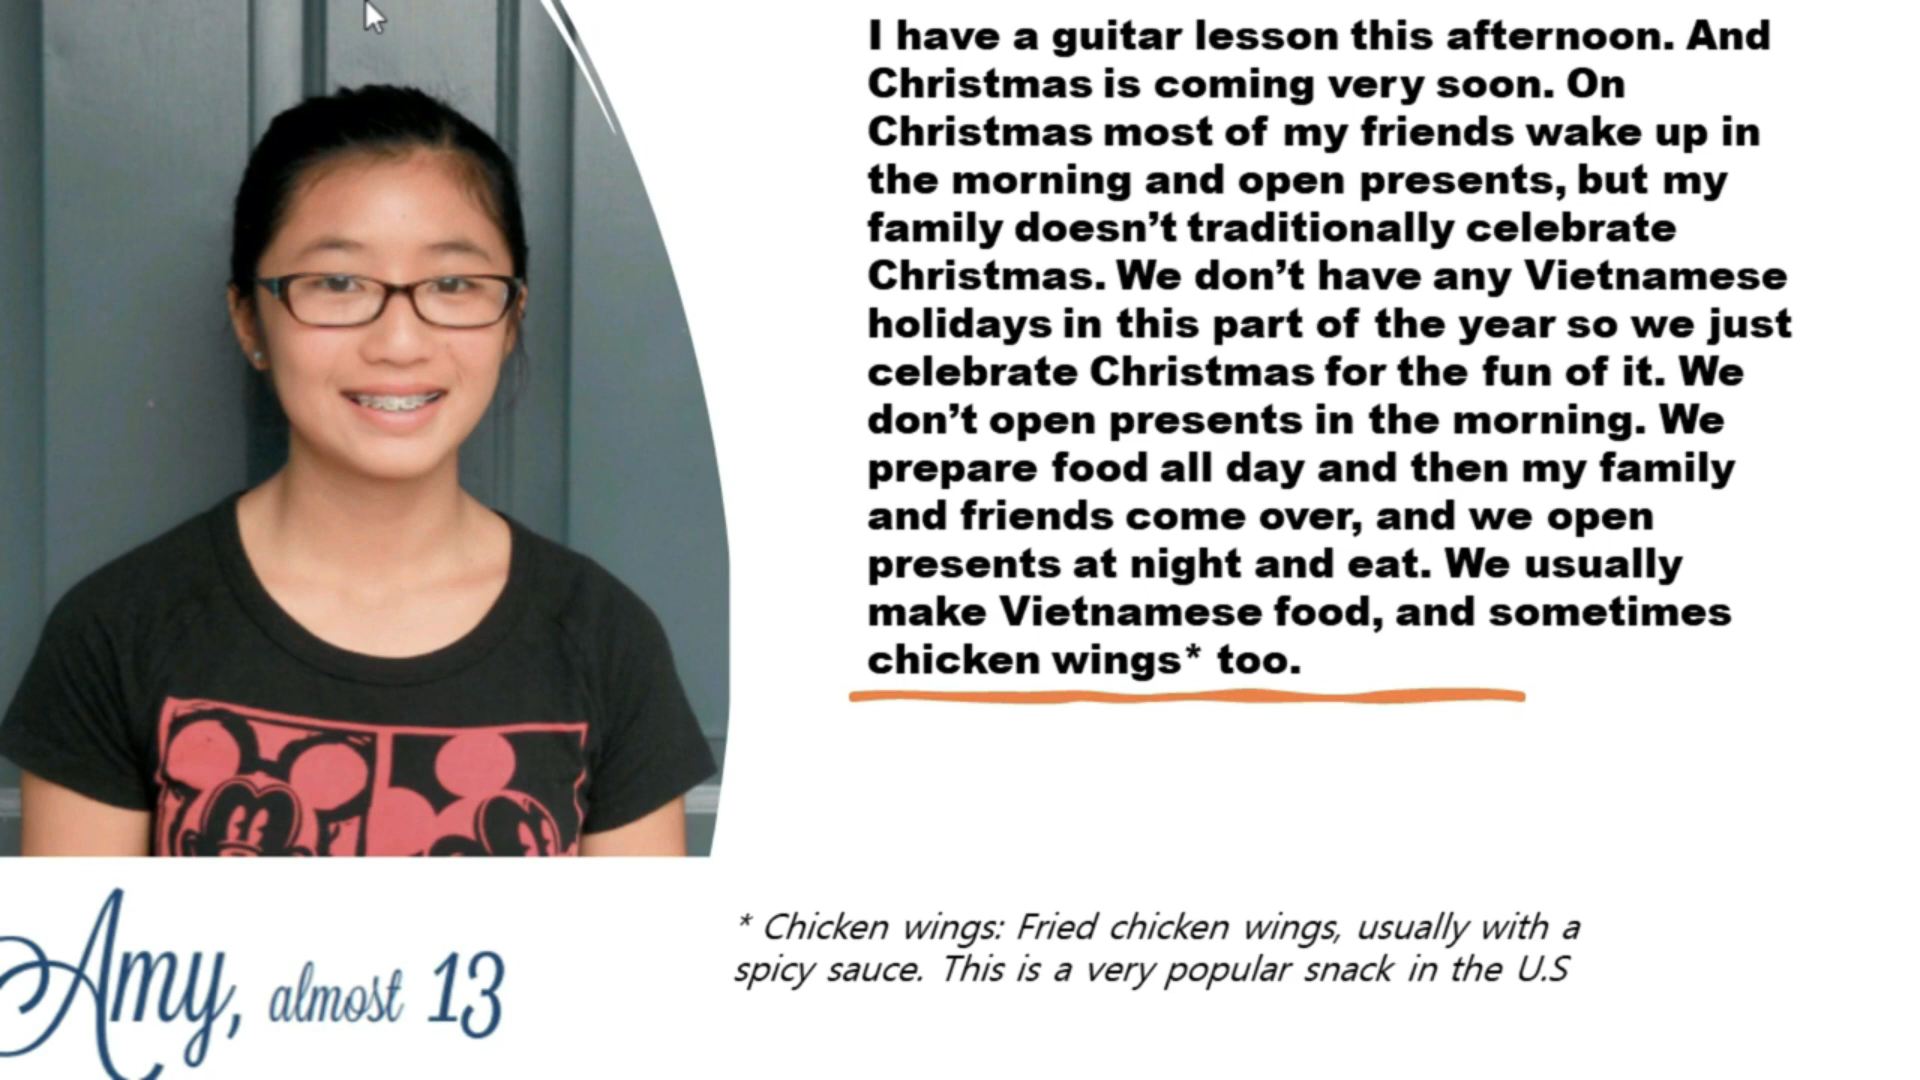 I have a guitar lesson this afternoon. And
Christmas is coming very soon. On
Christmas most of my friends wake up in
the morning and open presents, but my
family doesn’t traditionally celebrate
Christmas. We don’t have any Vietnamese
holidays in this part of the year so we just
celebrate Christmas for the fun of it. We
don’t open presents in the morning. We
prepare food all day and then my family
and friends come over, and we open
presents at night and eat. We usually
make Vietnamese food, and sometimes
chicken wings* too.
Amy, almost 13
* Chicken wings: Fried chicken wings, usually with a
spicy sauce. This is a very popular snack in the U.S